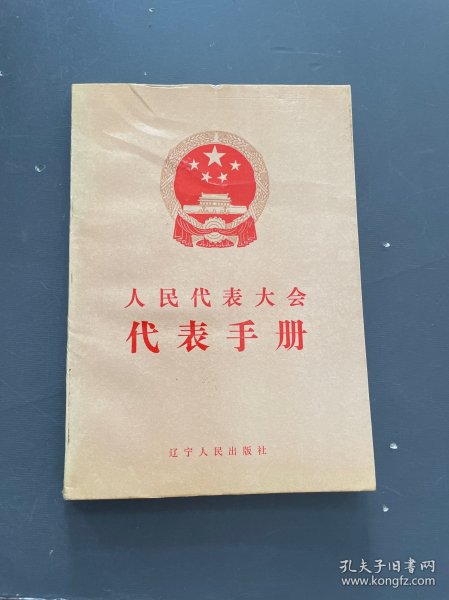 人民代表大会
代表手册
辽宁人民出版社
孔夫子旧书网
www.kongfz.com